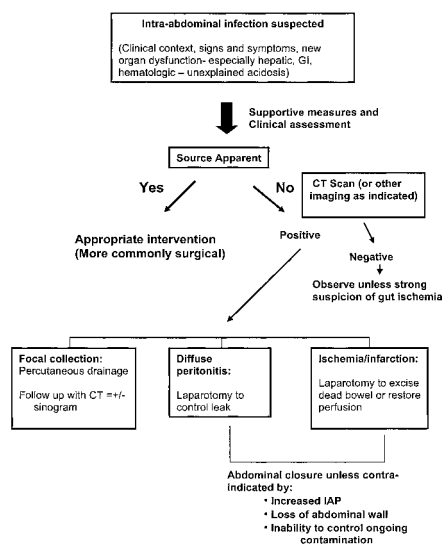 Intra-abdominal infection suspected
(Clinical context, signs and symptoms, new
organ dysfunction- especially hepatic, GI,
hematologic – unexplained acidosis)
Supportive measures and
Clinical assessment
Source Apparent
Yes
No
CT Scan (or other
imaging as indicated)
Appropriate intervention
(More commonly surgical)
Positive
Negative
Observe unless strong
suspicion of gut ischemia
Focal collection:
Percutaneous drainage
Follow up with CT =+/-
sinogram
Diffuse
peritonitis:
Laparotomy to
control leak
Ischemia/infarction:
Laparotomy to excise
dead bowel or restore
perfusion
Abdominal closure unless contra-
indicated by:
• Increased IAP
• Loss of abdominal wall
• Inability to control ongoing
contamination